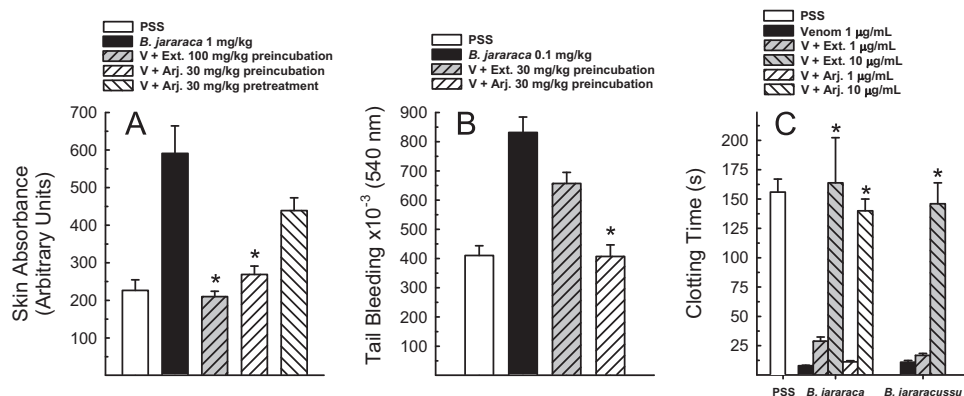 PSS
B. jararaca 1 mg/kg
V + Ext. 100 mg/kg preincubation
V + Arj. 30 mg/kg preincubation
V + Arj. 30 mg/kg pretreatment
A
Skin Absorbance
(Arbitrary Units)
700
600
500
400
300
200
100
*
*
PSS
B. jararaca 0.1 mg/kg
V + Ext. 30 mg/kg preincubation
V + Arj. 30 mg/kg preincubation
B
Tail Bleeding x10-3 (540 nm)
900
800
700
600
500
400
300
200
100
*
PSS
Venom 1 µg/mL
V + Ext. 1 µg/mL
V + Ext. 10 µg/mL
V + Arj. 1 µg/mL
V + Arj. 10 µg/mL
C
Clotting Time (s)
200
175
150
125
100
75
50
25
*
*
*
PSS
B. jararaca
B. jararacussu